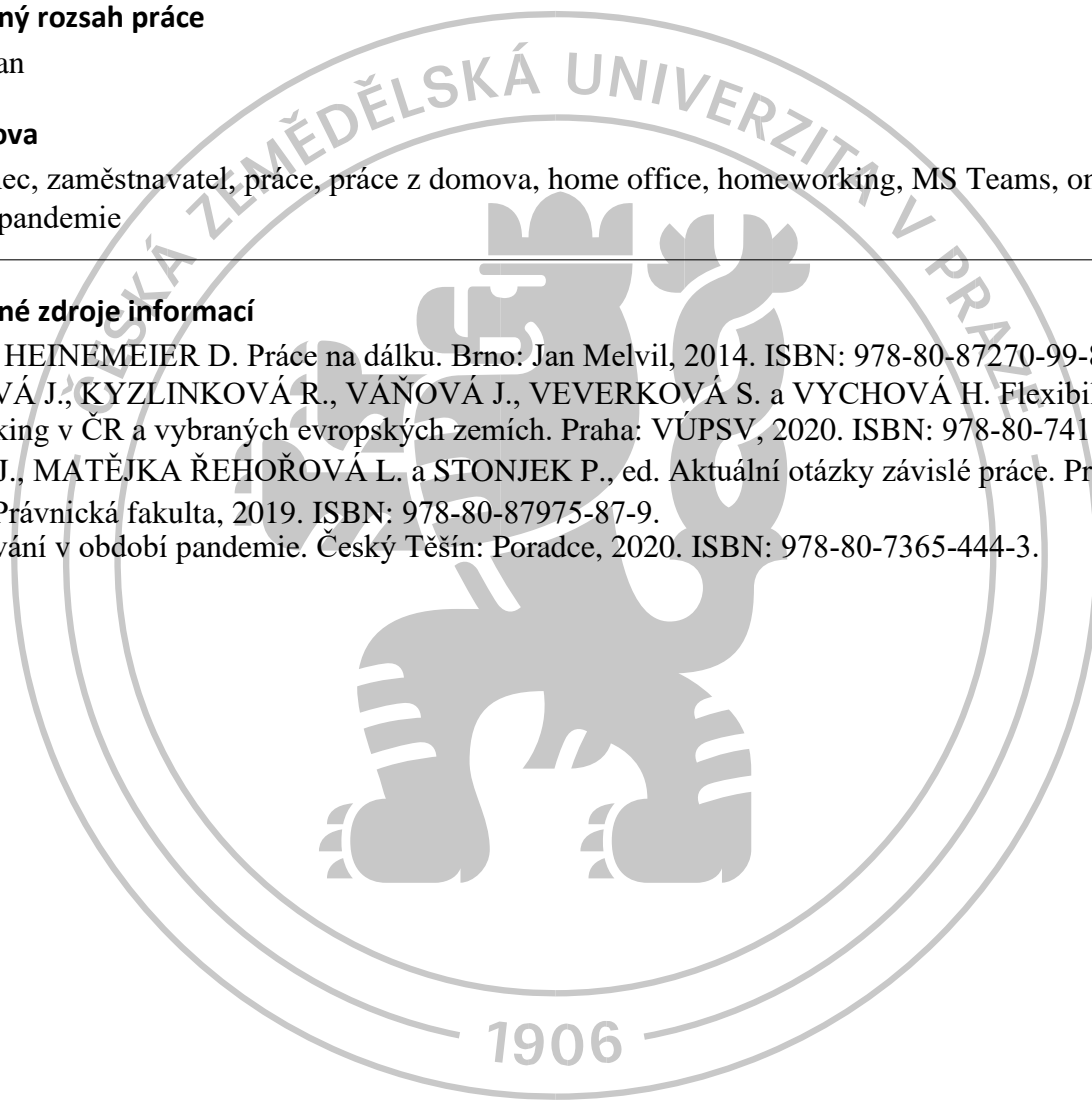 ný rozsah práce
an
ova
ec, zaměstnavatel, práce, práce z domova, home office, homeworking, MS Teams, on
pandemie
né zdroje informací
HEINEMEIER D. Práce na dálku. Brno: Jan Melvil, 2014. ISBN: 978-80-87270-99-8
VÁ J., KYZLINKOVÁ R., VÁŇOVÁ J., VEVERKOVÁ S. a VYCHOVÁ H. Flexibil
king v ČR a vybraných evropských zemích. Praha: VÚPSV, 2020. ISBN: 978-80-741
J., MATĚJKA ŘEHOŘOVÁ L. a STONJEK P., ed. Aktuální otázky závislé práce. Pr
Právnická fakulta, 2019. ISBN: 978-80-87975-87-9.
vání v období pandemie. Český Těšín: Poradce, 2020. ISBN: 978-80-7365-444-3.
ČESKÁ ZEMĚDĚLSKÁ UNIVERZITA V PRAZE
1906